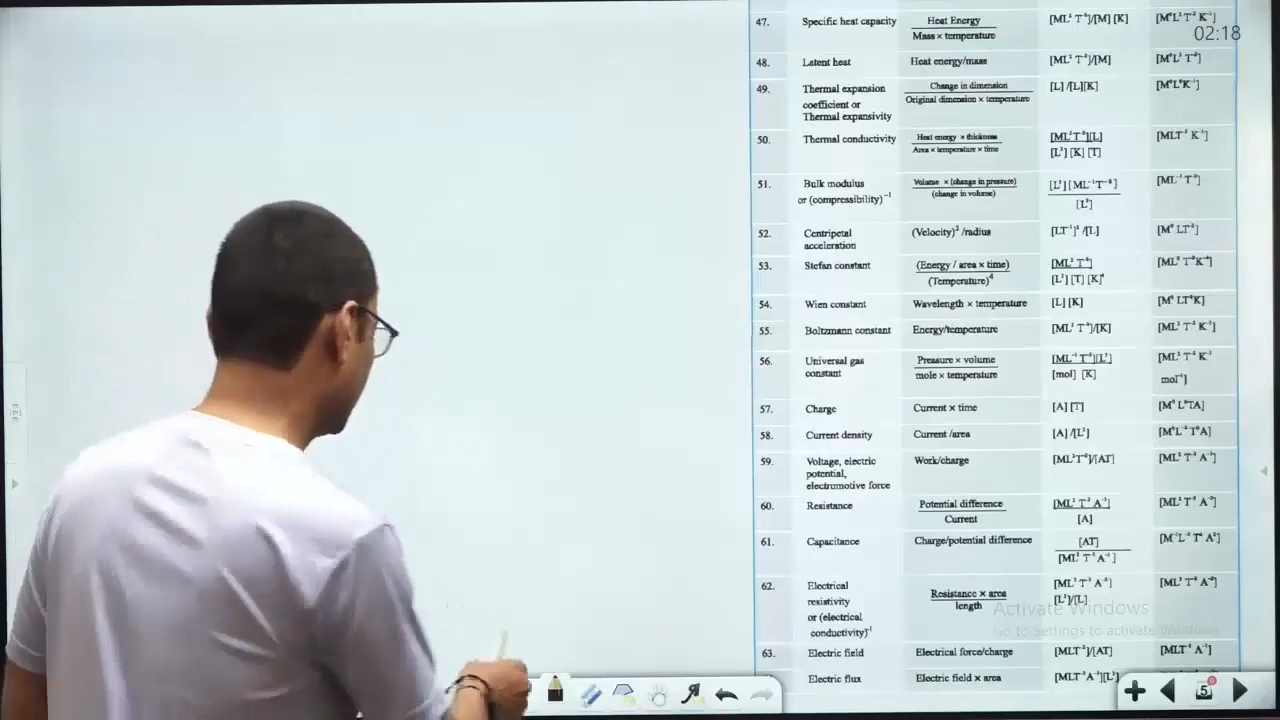 47. Specific heat capacity Heat Energy / Mass × temperature [ML² T⁻²]/[M] [K] [M⁰L² T⁻² K⁻¹]
02:18
48. Latent heat Heat energy/mass [ML² T⁻²]/[M] [M⁰L² T⁻²]
49. Thermal expansion coefficient or Thermal expansivity Change in dimension / Original dimension × temperature [L] /[L][K] [M⁰L⁰K⁻¹]
50. Thermal conductivity Heat energy × thickness / Area × temperature × time [ML²T⁻²][L] / [L²] [K] [T] [MLT⁻³ K⁻¹]
51. Bulk modulus or (compressibility)⁻¹ Volume × (change in pressure) / (change in volume) [L³] [ML⁻¹T⁻²] / [L³] [ML⁻¹ T⁻²]
52. Centripetal acceleration (Velocity)² /radius [LT⁻¹]² /[L] [M⁰ LT⁻²]
53. Stefan constant (Energy / area × time) / (Temperature)⁴ [ML² T⁻²] / [L²] [T] [K]⁴ [ML⁰ T⁻³K⁻⁴]
54. Wien constant Wavelength × temperature [L] [K] [M⁰ LT⁰K]
55. Boltzmann constant Energy/temperature [ML² T⁻²]/[K] [ML² T⁻² K⁻¹]
56. Universal gas constant Pressure × volume / mole × temperature [ML⁻¹ T⁻²][L³] / [mol] [K] [ML² T⁻² K⁻¹ mol⁻¹]
57. Charge Current × time [A] [T] [M⁰ L⁰TA]
58. Current density Current /area [A] /[L²] [M⁰L⁻² T⁰A]
59. Voltage, electric potential, electromotive force Work/charge [ML²T⁻²]/[AT] [ML² T⁻³ A⁻¹]
60. Resistance Potential difference / Current [ML² T⁻³ A⁻¹] / [A] [ML² T⁻³ A⁻²]
61. Capacitance Charge/potential difference [AT] / [ML² T⁻³ A⁻¹] [M⁻¹L⁻² T⁴ A²]
62. Electrical resistivity or (electrical conductivity)⁻¹ Resistance × area / length [ML² T⁻³ A⁻²] [L²]/[L] [ML³ T⁻³ A⁻²]
Activate Windows
Go to Settings to activate Windows.
63. Electric field Electrical force/charge [MLT⁻²]/[AT] [MLT⁻³ A⁻¹]
Electric flux Electric field × area [MLT⁻³A⁻¹][L²]
5